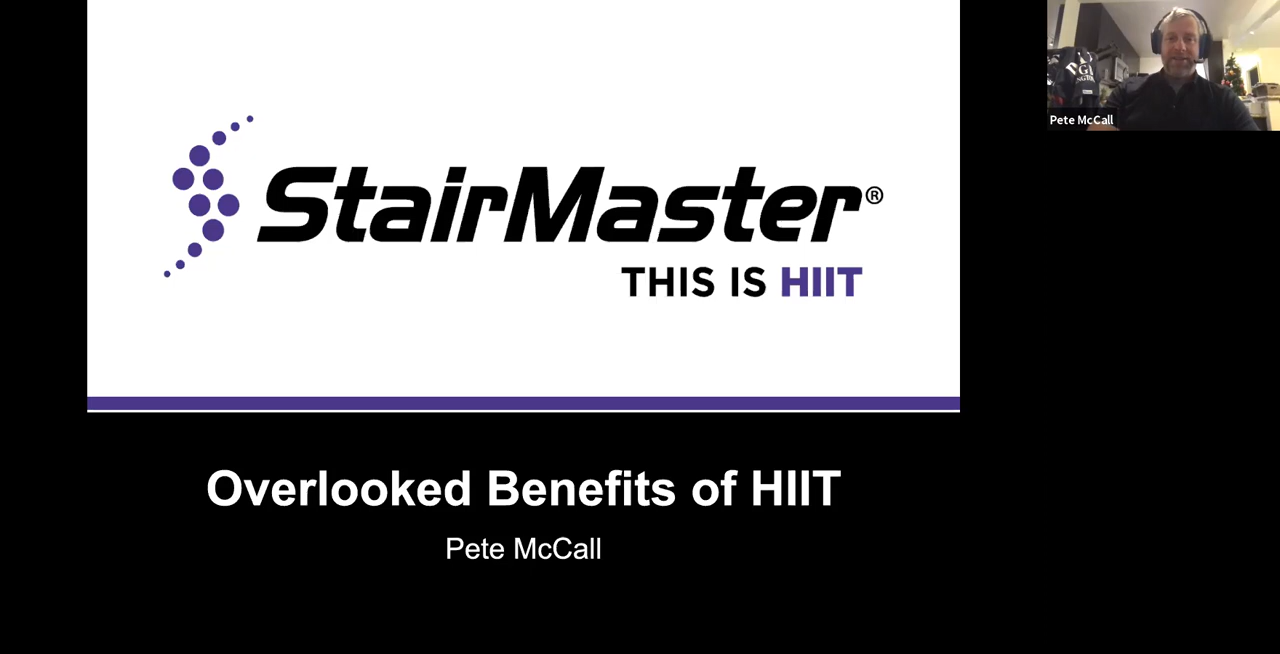 StairMaster®
THIS IS HIIT
Overlooked Benefits of HIIT
Pete McCall
Pete McCall